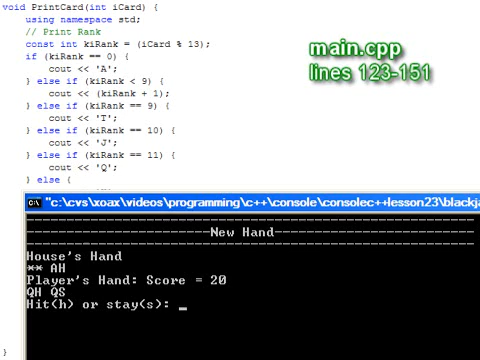 void PrintCard(int iCard) {
    using namespace std;
    // Print Rank
    const int kiRank = (iCard % 13);
    if (kiRank == 0) {
        cout << 'A';
    } else if (kiRank < 9) {
        cout << (kiRank + 1);
    } else if (kiRank == 9) {
        cout << 'T';
    } else if (kiRank == 10) {
        cout << 'J';
    } else if (kiRank == 11) {
        cout << 'Q';
    } else {
main.cpp
lines 123-151
"c:\cvs\xoax\videos\programming\c++\console\consolec++lesson23\blackja
New Hand
House's Hand
** AH
Player's Hand: Score = 20
QH QS
Hit(h) or stay(s): _
}